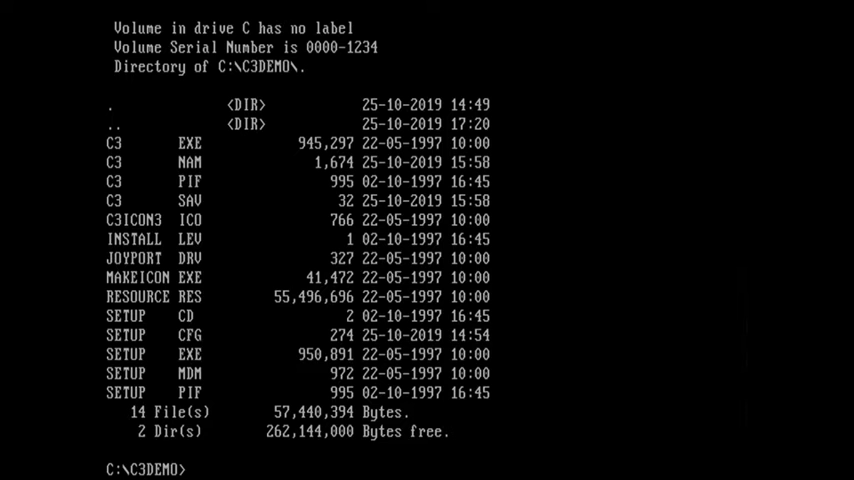 Volume in drive C has no label
Volume Serial Number is 0000-1234
Directory of C:\C3DEMO\.
. <DIR> 25-10-2019 14:49
.. <DIR> 25-10-2019 17:20
C3 EXE 945,297 22-05-1997 10:00
C3 NAM 1,674 25-10-2019 15:58
C3 PIF 995 02-10-1997 16:45
C3 SAV 32 25-10-2019 15:58
C3ICON3 ICO 766 22-05-1997 10:00
INSTALL LEV 1 02-10-1997 16:45
JOYPORT DRV 327 22-05-1997 10:00
MAKEICON EXE 41,472 22-05-1997 10:00
RESOURCE RES 55,496,696 22-05-1997 10:00
SETUP CD 2 02-10-1997 16:45
SETUP CFG 274 25-10-2019 14:54
SETUP EXE 950,891 22-05-1997 10:00
SETUP MDM 972 22-05-1997 10:00
SETUP PIF 995 02-10-1997 16:45
14 File(s) 57,440,394 Bytes.
2 Dir(s) 262,144,000 Bytes free.
C:\C3DEMO>